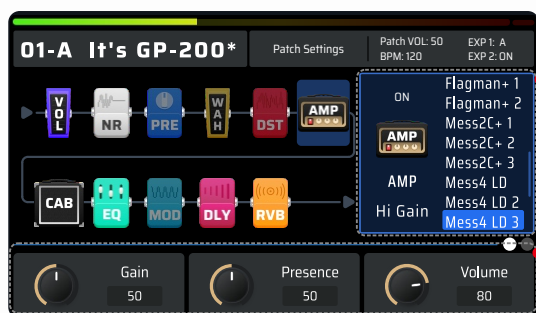 01-A It's GP-200*
Patch Settings
Patch VOL: 50
BPM: 120
EXP 1: A
EXP 2: ON
VOL
NR
PRE
WAH
DST
AMP
CAB
EQ
MOD
DLY
RVB
ON
AMP
AMP
Hi Gain
Flagman+ 1
Flagman+ 2
Mess2C+ 1
Mess2C+ 2
Mess2C+ 3
Mess4 LD
Mess4 LD 2
Mess4 LD 3
Gain
50
Presence
50
Volume
80